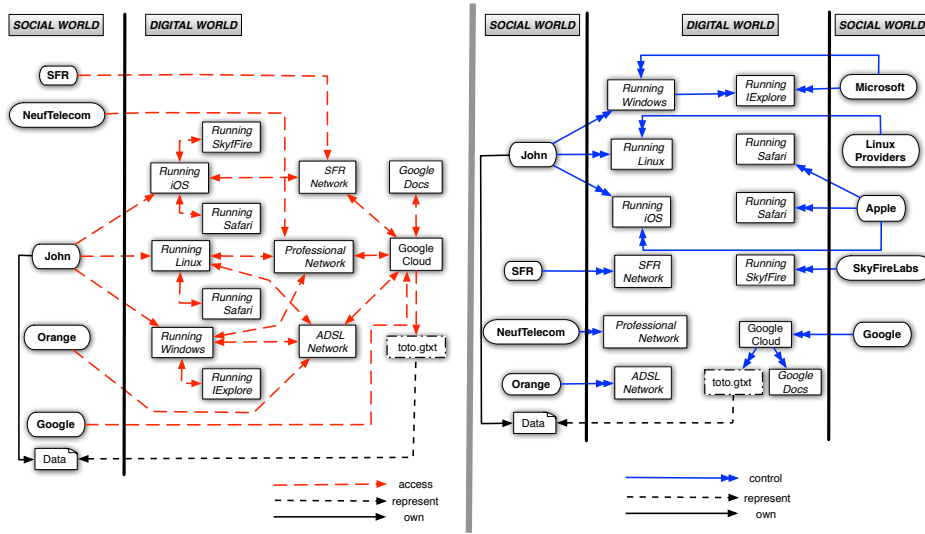 SOCIAL WORLD
DIGITAL WORLD
SFR
NeufTelecom
Running
SkyfFire
Running
iOS
SFR
Network
Google
Docs
Running
Safari
John
Running
Linux
Professional
Network
Google
Cloud
Running
Safari
Orange
Running
Windows
ADSL
Network
toto.gtxt
Running
IExplore
Google
Data
access
represent
own
SOCIAL WORLD
DIGITAL WORLD
SOCIAL WORLD
Running
Windows
Running
IExplore
Microsoft
John
Running
Linux
Running
Safari
Linux
Providers
Running
iOS
Running
Safari
Apple
SFR
SFR
Network
Running
SkyfFire
SkyFireLabs
NeufTelecom
Professional
Network
Google
Cloud
Google
Orange
ADSL
Network
toto.gtxt
Google
Docs
Data
control
represent
own